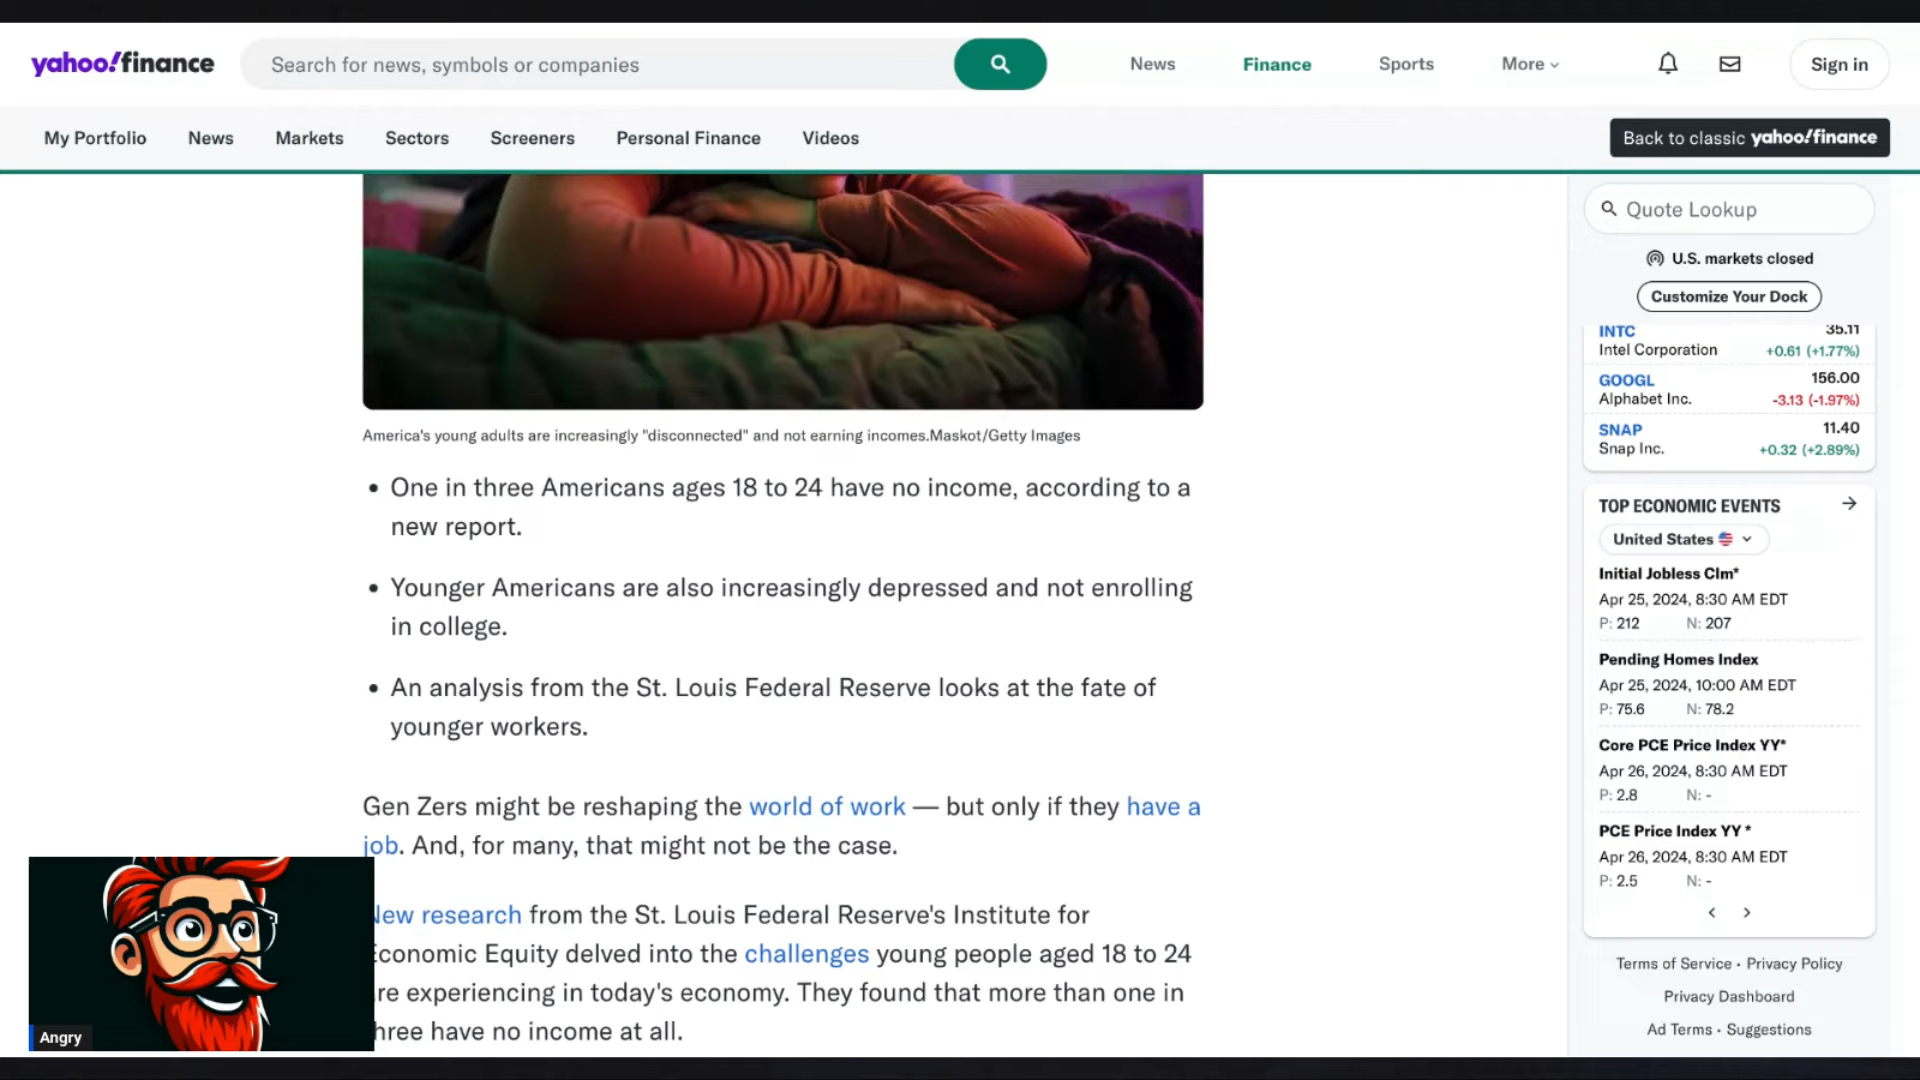 yahoo!finance
Search for news, symbols or companies
News
Finance
Sports
More
Sign in
My Portfolio
News
Markets
Sectors
Screeners
Personal Finance
Videos
Back to classic yahoo!finance
America's young adults are increasingly "disconnected" and not earning incomes.Maskot/Getty Images
• One in three Americans ages 18 to 24 have no income, according to a
new report.
• Younger Americans are also increasingly depressed and not enrolling
in college.
• An analysis from the St. Louis Federal Reserve looks at the fate of
younger workers.
Gen Zers might be reshaping the world of work — but only if they have a
job. And, for many, that might not be the case.
New research from the St. Louis Federal Reserve's Institute for
Economic Equity delved into the challenges young people aged 18 to 24
are experiencing in today's economy. They found that more than one in
three have no income at all.
Angry
Quote Lookup
U.S. markets closed
Customize Your Dock
INTC 35.11
Intel Corporation +0.61 (+1.77%)
GOOGL 156.00
Alphabet Inc. -3.13 (-1.97%)
SNAP 11.40
Snap Inc. +0.32 (+2.89%)
TOP ECONOMIC EVENTS
United States
Initial Jobless Clm*
Apr 25, 2024, 8:30 AM EDT
P: 212 N: 207
Pending Homes Index
Apr 25, 2024, 10:00 AM EDT
P: 75.6 N: 78.2
Core PCE Price Index YY*
Apr 26, 2024, 8:30 AM EDT
P: 2.8 N: -
PCE Price Index YY *
Apr 26, 2024, 8:30 AM EDT
P: 2.5 N: -
Terms of Service • Privacy Policy
Privacy Dashboard
Ad Terms • Suggestions